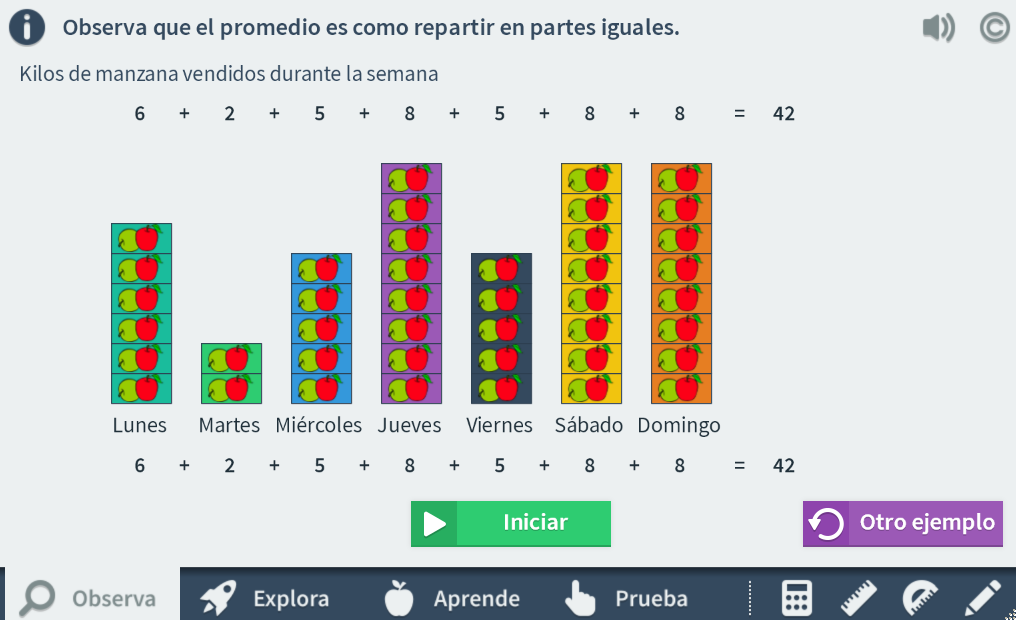 Observa que el promedio es como repartir en partes iguales.
Kilos de manzana vendidos durante la semana
6 + 2 + 5 + 8 + 5 + 8 + 8 = 42
Lunes Martes Miércoles Jueves Viernes Sábado Domingo
6 + 2 + 5 + 8 + 5 + 8 + 8 = 42
Iniciar Otro ejemplo
Observa Explora Aprende Prueba